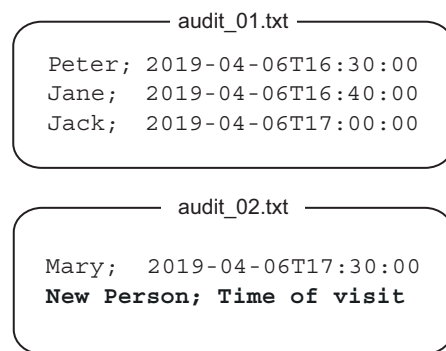 audit_01.txt
Peter; 2019-04-06T16:30:00
Jane; 2019-04-06T16:40:00
Jack; 2019-04-06T17:00:00
audit_02.txt
Mary; 2019-04-06T17:30:00
New Person; Time of visit